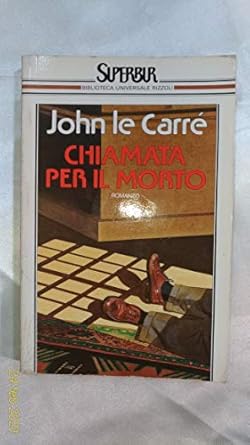 SUPERBUR
BIBLIOTECA UNIVERSALE RIZZOLI
John le Carré
CHIAMATA
PER IL MORTO
ROMANZO